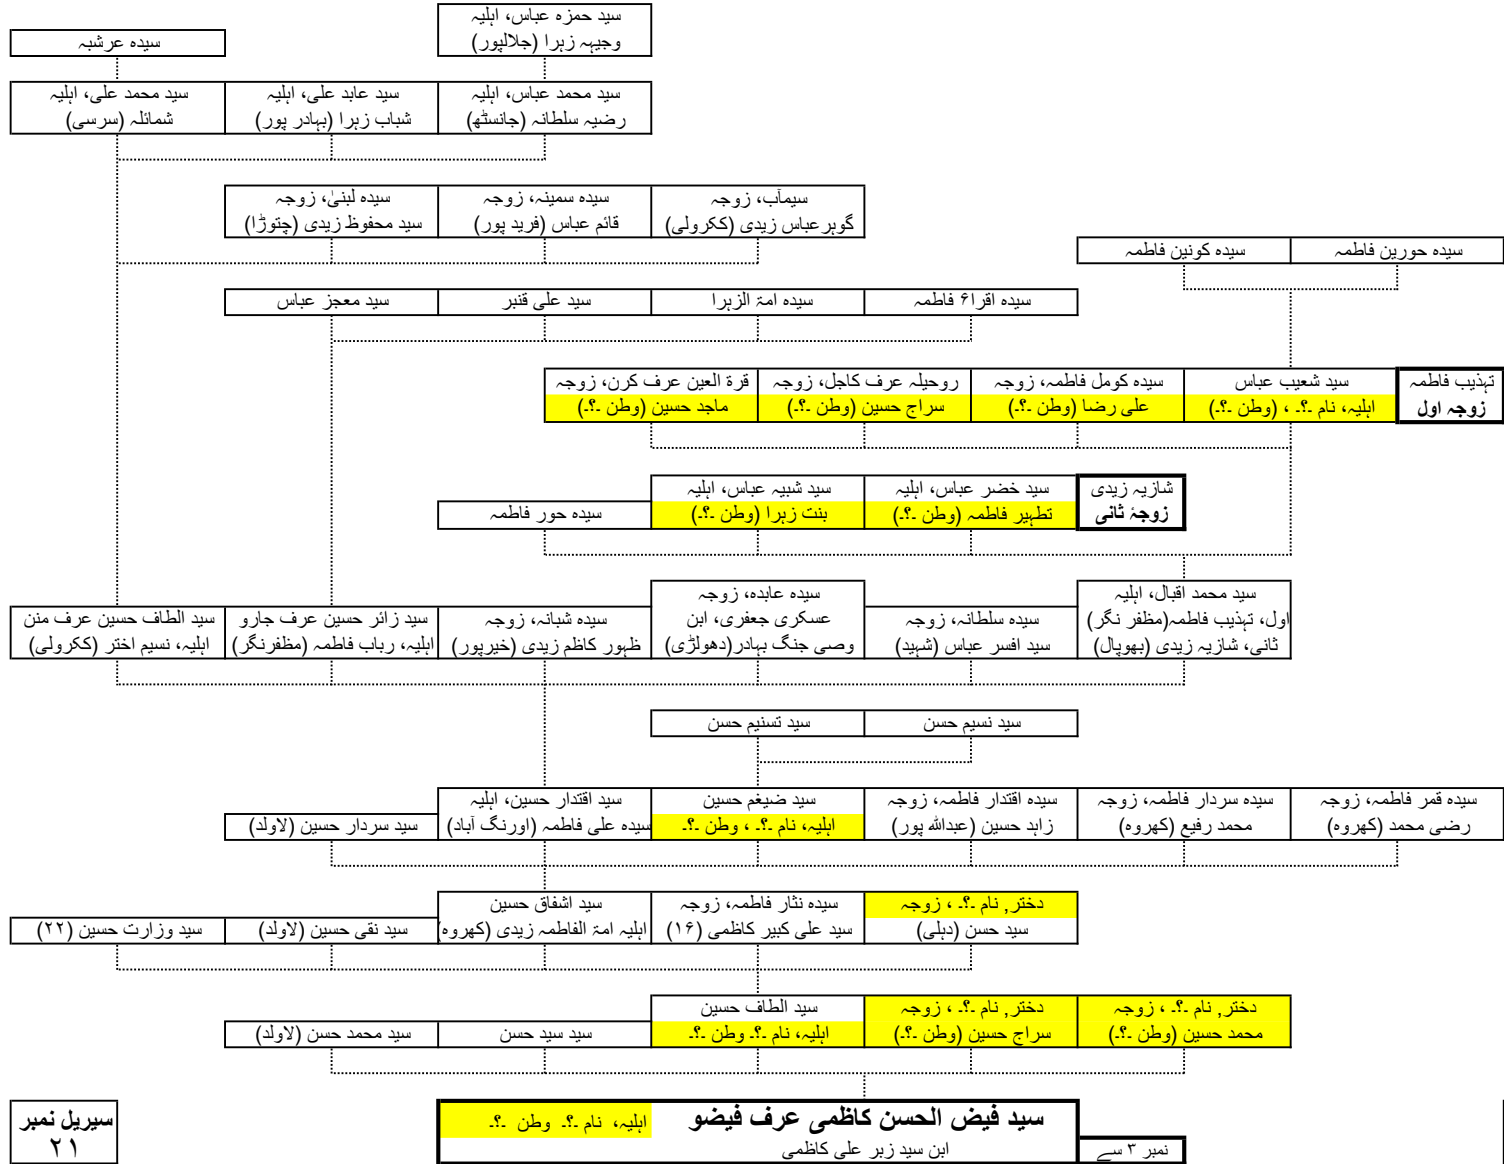 سید حمزہ عباس، اہلیہ
وجیہہ زہرا (جلالپور)
سیدہ عرشیہ
سید محمد عباس، اہلیہ
رضیہ سلطانہ (جانسٹھ)
سید عابد علی، اہلیہ
شباب زہرا (بہادر پور)
سید محمد علی، اہلیہ
شمائلہ (سرسی)
سیمآب، زوجہ
گوہرعباس زیدی (ککرولی)
سیدہ سمینہ، زوجہ
قائم عباس (فرید پور)
سیدہ لبنیٰ، زوجہ
سید محفوظ زیدی (چتوڑا)
سیدہ حورین فاطمہ
سیدہ کونین فاطمہ
سیدہ اقراء فاطمہ
سیدہ امۃ الزہرا
سید علی قنبر
سید معجز عباس
تہذیب فاطمہ
زوجہ اول
سید شعیب عباس
اہلیہ، نام ـ؟ـ ، (وطن ـ؟ـ)
سیدہ کومل فاطمہ، زوجہ
علی رضا (وطن ـ؟ـ)
روحیلہ عرف کاجل، زوجہ
سراج حسین (وطن ـ؟ـ)
قرۃ العین عرف کرن، زوجہ
ماجد حسین (وطن ـ؟ـ)
شازیہ زیدی
زوجۂ ثانی
سید خضر عباس، اہلیہ
تطہیر فاطمہ (وطن ـ؟ـ)
سید شبیہ عباس، اہلیہ
بنت زہرا (وطن ـ؟ـ)
سیدہ حور فاطمہ
سید محمد اقبال، اہلیہ
اول، تہذیب فاطمہ(مظفر نگر)
ثانی، شازیہ زیدی (بھوپال)
سیدہ سلطانہ، زوجہ
سید افسر عباس (شہید)
سیدہ عابدہ، زوجہ
عسکری جعفری، ابن
وصی جنگ بہادر(دھولڑی)
سیدہ شبانہ، زوجہ
ظہور کاظم زیدی (خیرپور)
سید زائر حسین عرف جارو
اہلیہ، رباب فاطمہ (مظفرنگر)
سید الطاف حسین عرف منن
اہلیہ، نسیم اختر (ککرولی)
سید نسیم حسن
سید تسنیم حسن
سیدہ قمر فاطمہ، زوجہ
رضی محمد (کھروہ)
سیدہ سردار فاطمہ، زوجہ
محمد رفیع (کھروہ)
سیدہ اقتدار فاطمہ، زوجہ
زاہد حسین (عبداللہ پور)
سید ضیغم حسین
اہلیہ، نام ـ؟ـ ، وطن ـ؟ـ
سید اقتدار حسین، اہلیہ
سیدہ علی فاطمہ (اورنگ آباد)
سید سردار حسین (لاولد)
دختر, نام ـ؟ـ ، زوجہ
سید حسن (دہلی)
سیدہ نثار فاطمہ، زوجہ
سید علی کبیر کاظمی (۱۶)
سید اشفاق حسین
اہلیہ امۃ الفاطمہ زیدی (کھروہ)
سید نقی حسین (لاولد)
سید وزارت حسین (۲۲)
دختر, نام ـ؟ـ ، زوجہ
محمد حسین (وطن ـ؟ـ)
دختر, نام ـ؟ـ ، زوجہ
سراج حسین (وطن ـ؟ـ)
سید الطاف حسین
اہلیہ، نام ـ؟ـ وطن ـ؟ـ
سید سید حسن
سید محمد حسن (لاولد)
نمبر ۳ سے
سید فیض الحسن کاظمی عرف فیضو
اہلیہ، نام ـ؟ـ وطن ـ؟ـ
ابن سید زبر علی کاظمی
سیریل نمبر
۲۱